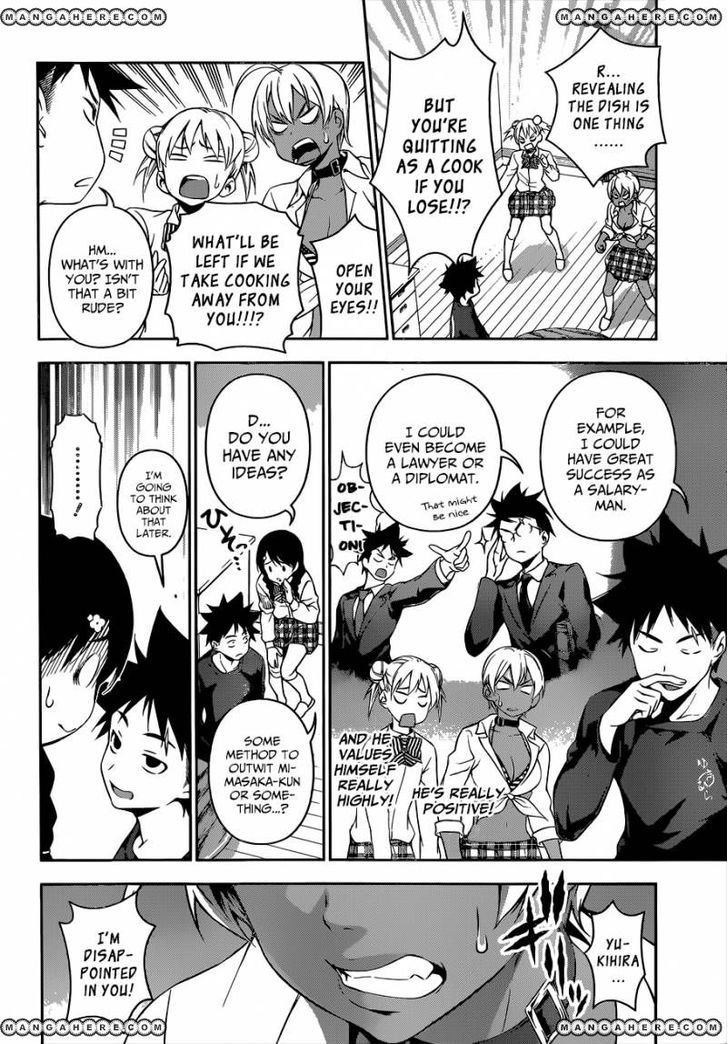 MANGAHERE.COM
MANGAHERE.COM
R...
REVEALING
THE DISH IS
ONE THING
......
BUT
YOU'RE
QUITTING
AS A COOK
IF YOU
LOSE!!?
OPEN
YOUR
EYES!!
WHAT'LL BE
LEFT IF WE
TAKE COOKING
AWAY FROM
YOU!!!?
HM...
WHAT'S WITH
YOU? ISN'T
THAT A BIT
RUDE?
FOR
EXAMPLE,
I COULD
HAVE GREAT
SUCCESS AS
A SALARY-
MAN.
I COULD
EVEN BECOME
A LAWYER OR
A DIPLOMAT.
That might
be nice
OB-
JEC-
TI-
ON!
HE'S REALLY
POSITIVE!
AND HE
VALUES
HIMSELF
REALLY
HIGHLY!
D...
DO YOU
HAVE ANY
IDEAS?
ひそ…
SOME
METHOD TO
OUTWIT MI-
MASAKA-KUN
OR SOME-
THING...?
I'M
GOING
TO THINK
ABOUT
THAT
LATER.
.........
YU-
KIHIRA
...
I'M
DISAP-
POINTED
IN YOU!
MANGAHERE.COM
MANGAHERE.COM